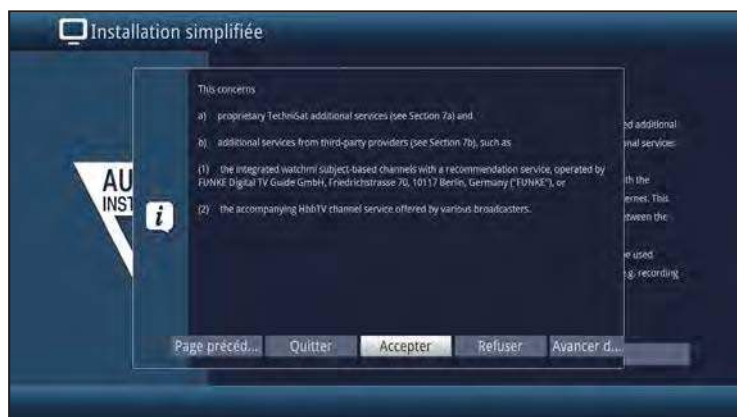 Installation simplifiée
AU
INST
i
This concerns
a) proprietary TechniSat additional services (see Section 7a) and
b) additional services from third-party providers (see Section 7b), such as
(1) the integrated watchmi subject-based channels with a recommendation service, operated by
FUNKE Digital TV Guide GmbH, Friedrichstrasse 70, 10117 Berlin, Germany ("FUNKE"), or
(2) the accompanying HbbTV channel service offered by various broadcasters.
ed additional
nal services
ith the
ernet. This
etween the
e used
e.g. recording
Page précéd... Quitter Accepter Refuser Avancer d...